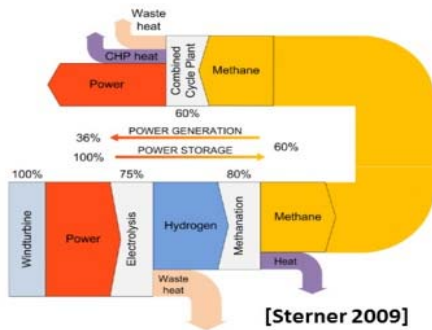 Waste
heat
CHP heat
Power
Combined
Cycle Plant
Methane
60%
36%
POWER GENERATION
100%
POWER STORAGE
60%
100%
75%
80%
Windturbine
Power
Electrolysis
Hydrogen
Methanation
Methane
Waste
heat
Heat
[Sterner 2009]